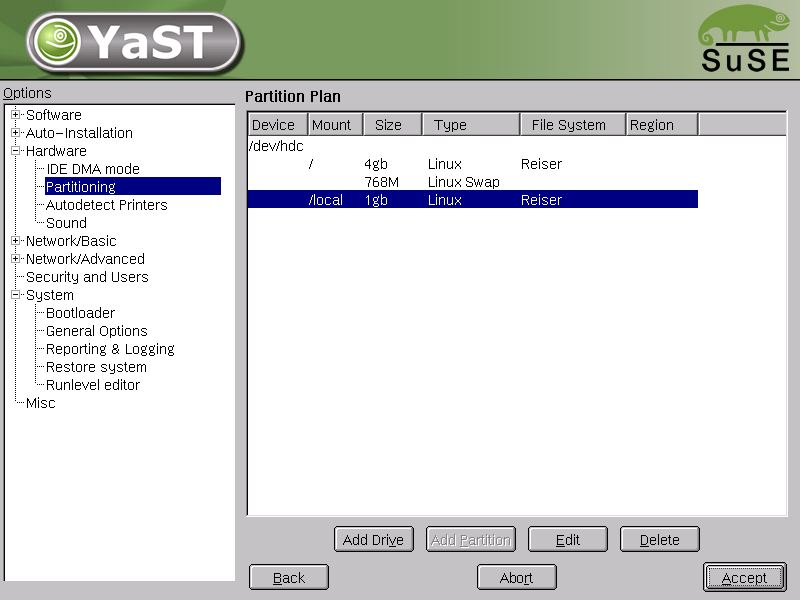 YaST
SuSE
Options
Software
Auto-Installation
Hardware
IDE DMA mode
Partitioning
Autodetect Printers
Sound
Network/Basic
Network/Advanced
Security and Users
System
Bootloader
General Options
Reporting & Logging
Restore system
Runlevel editor
Misc
Partition Plan
Device Mount Size Type File System Region
/dev/hdc
/ 4gb Linux Reiser
768M Linux Swap
/local 1gb Linux Reiser
Add Drive Add Partition Edit Delete
Back Abort Accept